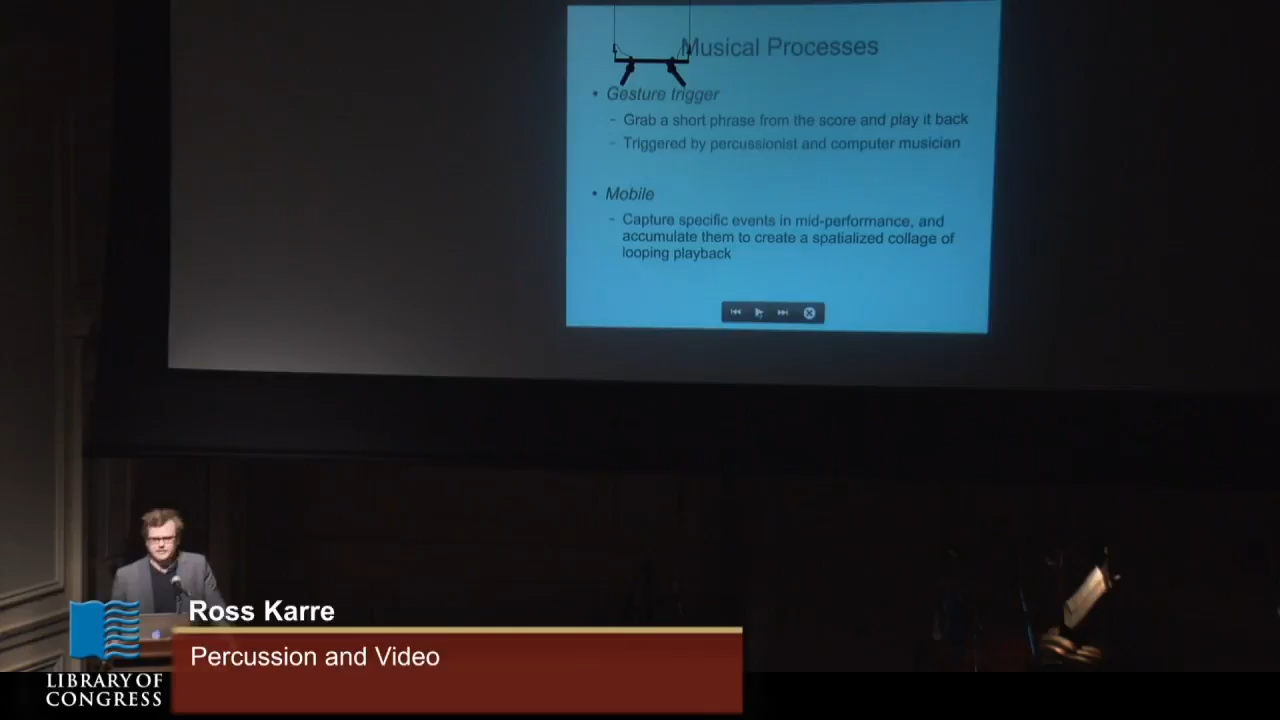 Musical Processes
• Gesture trigger
- Grab a short phrase from the score and play it back
- Triggered by percussionist and computer musician
• Mobile
- Capture specific events in mid-performance, and
accumulate them to create a spatialized collage of
looping playback
Ross Karre
Percussion and Video
LIBRARY OF
CONGRESS